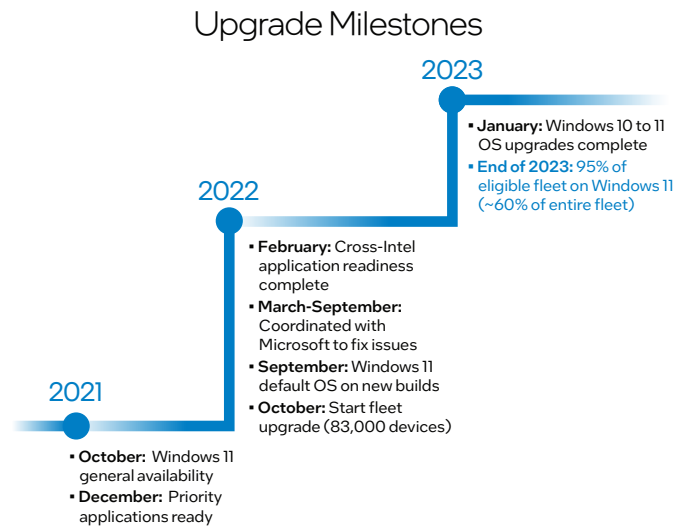 Upgrade Milestones
2021
▪ October: Windows 11
general availability
▪ December: Priority
applications ready
2022
▪ February: Cross-Intel
application readiness
complete
▪ March-September:
Coordinated with
Microsoft to fix issues
▪ September: Windows 11
default OS on new builds
▪ October: Start fleet
upgrade (83,000 devices)
2023
▪ January: Windows 10 to 11
OS upgrades complete
▪ End of 2023: 95% of
eligible fleet on Windows 11
(~60% of entire fleet)